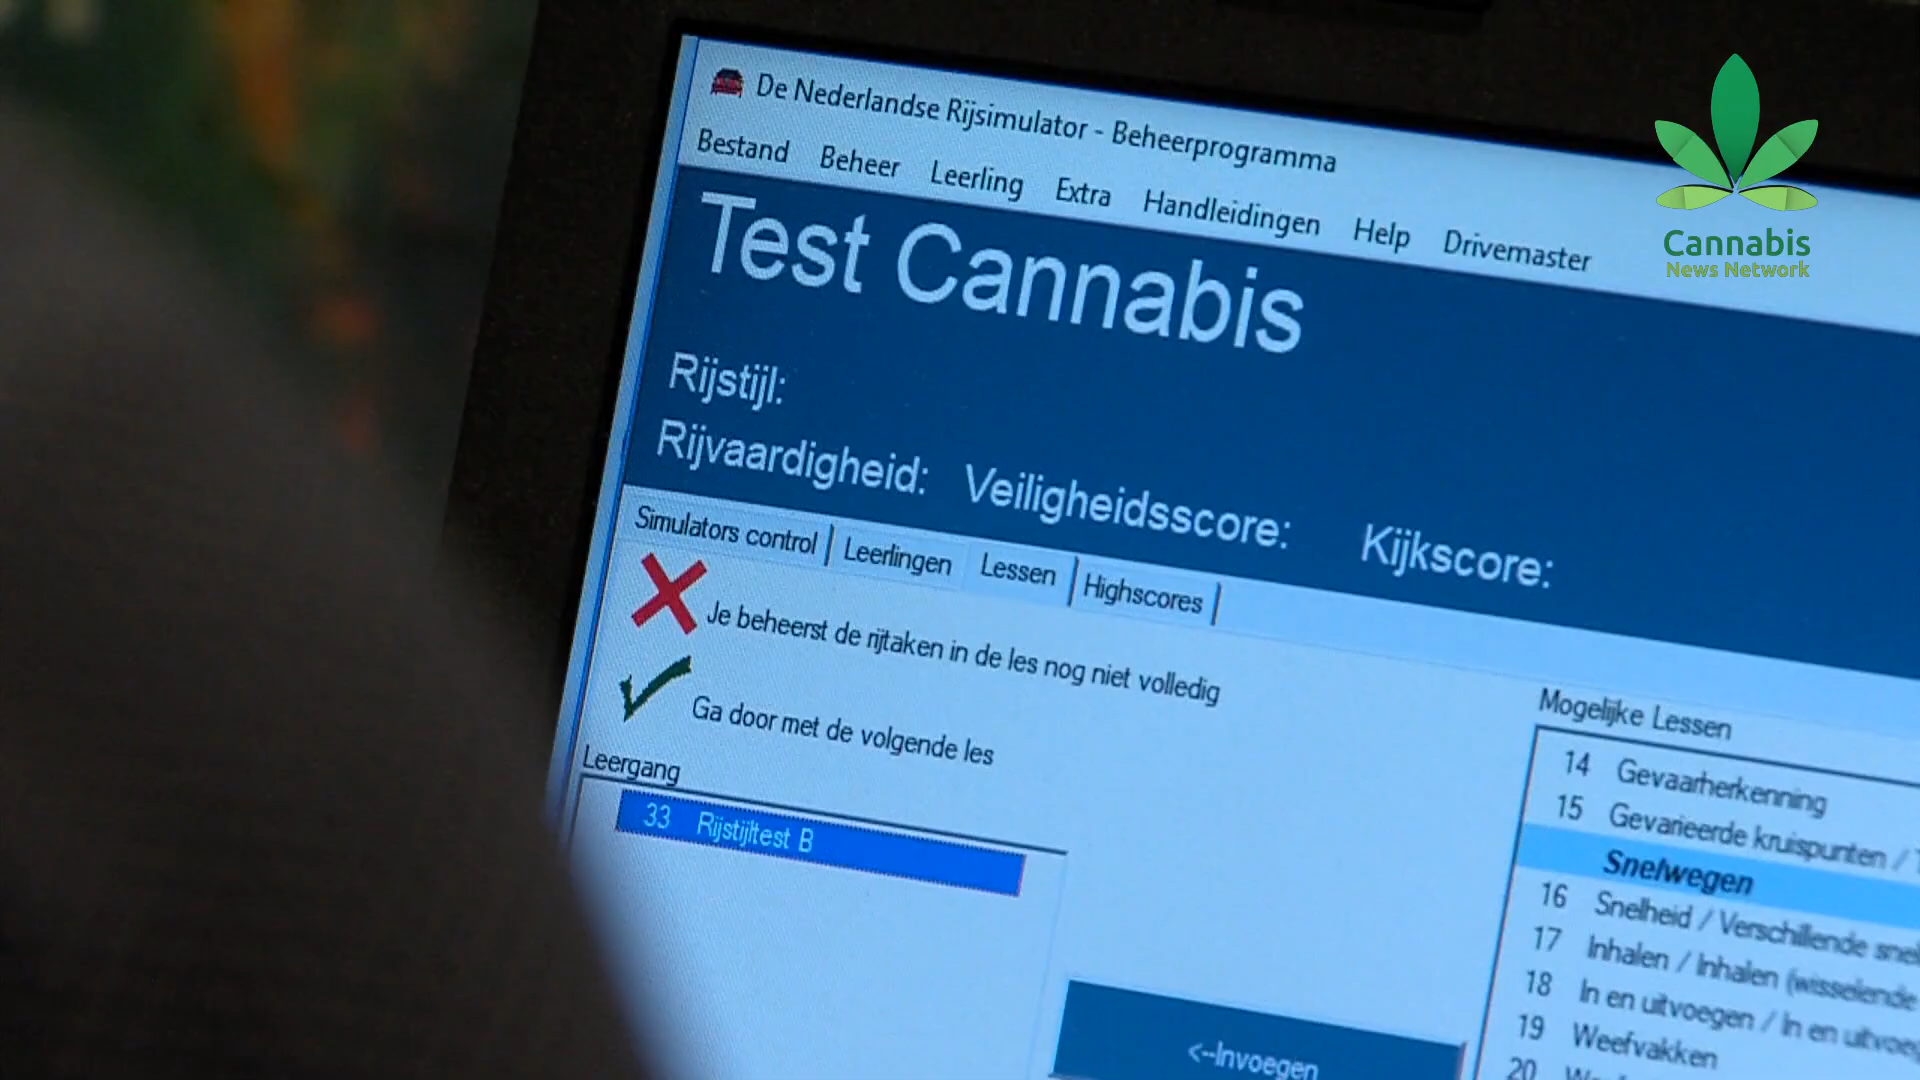 De Nederlandse Rijsimulator - Beheerprogramma
Bestand Beheer Leerling Extra Handleidingen Help Drivemaster
Cannabis
News Network
Test Cannabis
Rijstijl:
Rijvaardigheid: Veiligheidsscore: Kijkscore:
Simulators control Leerlingen Lessen Highscores
Je beheerst de rijtaken in de les nog niet volledig
Ga door met de volgende les
Leergang
33 Rijstijltest B
Mogelijke Lessen
14 Gevaarherkenning
15 Gevarieerde kruispunten /
Snelwegen
16 Snelheid / Verschillende
17 Inhalen / Inhalen (wisselende
18 In en uitvoegen / In en
19 Weefvakken
20
<--Invoegen